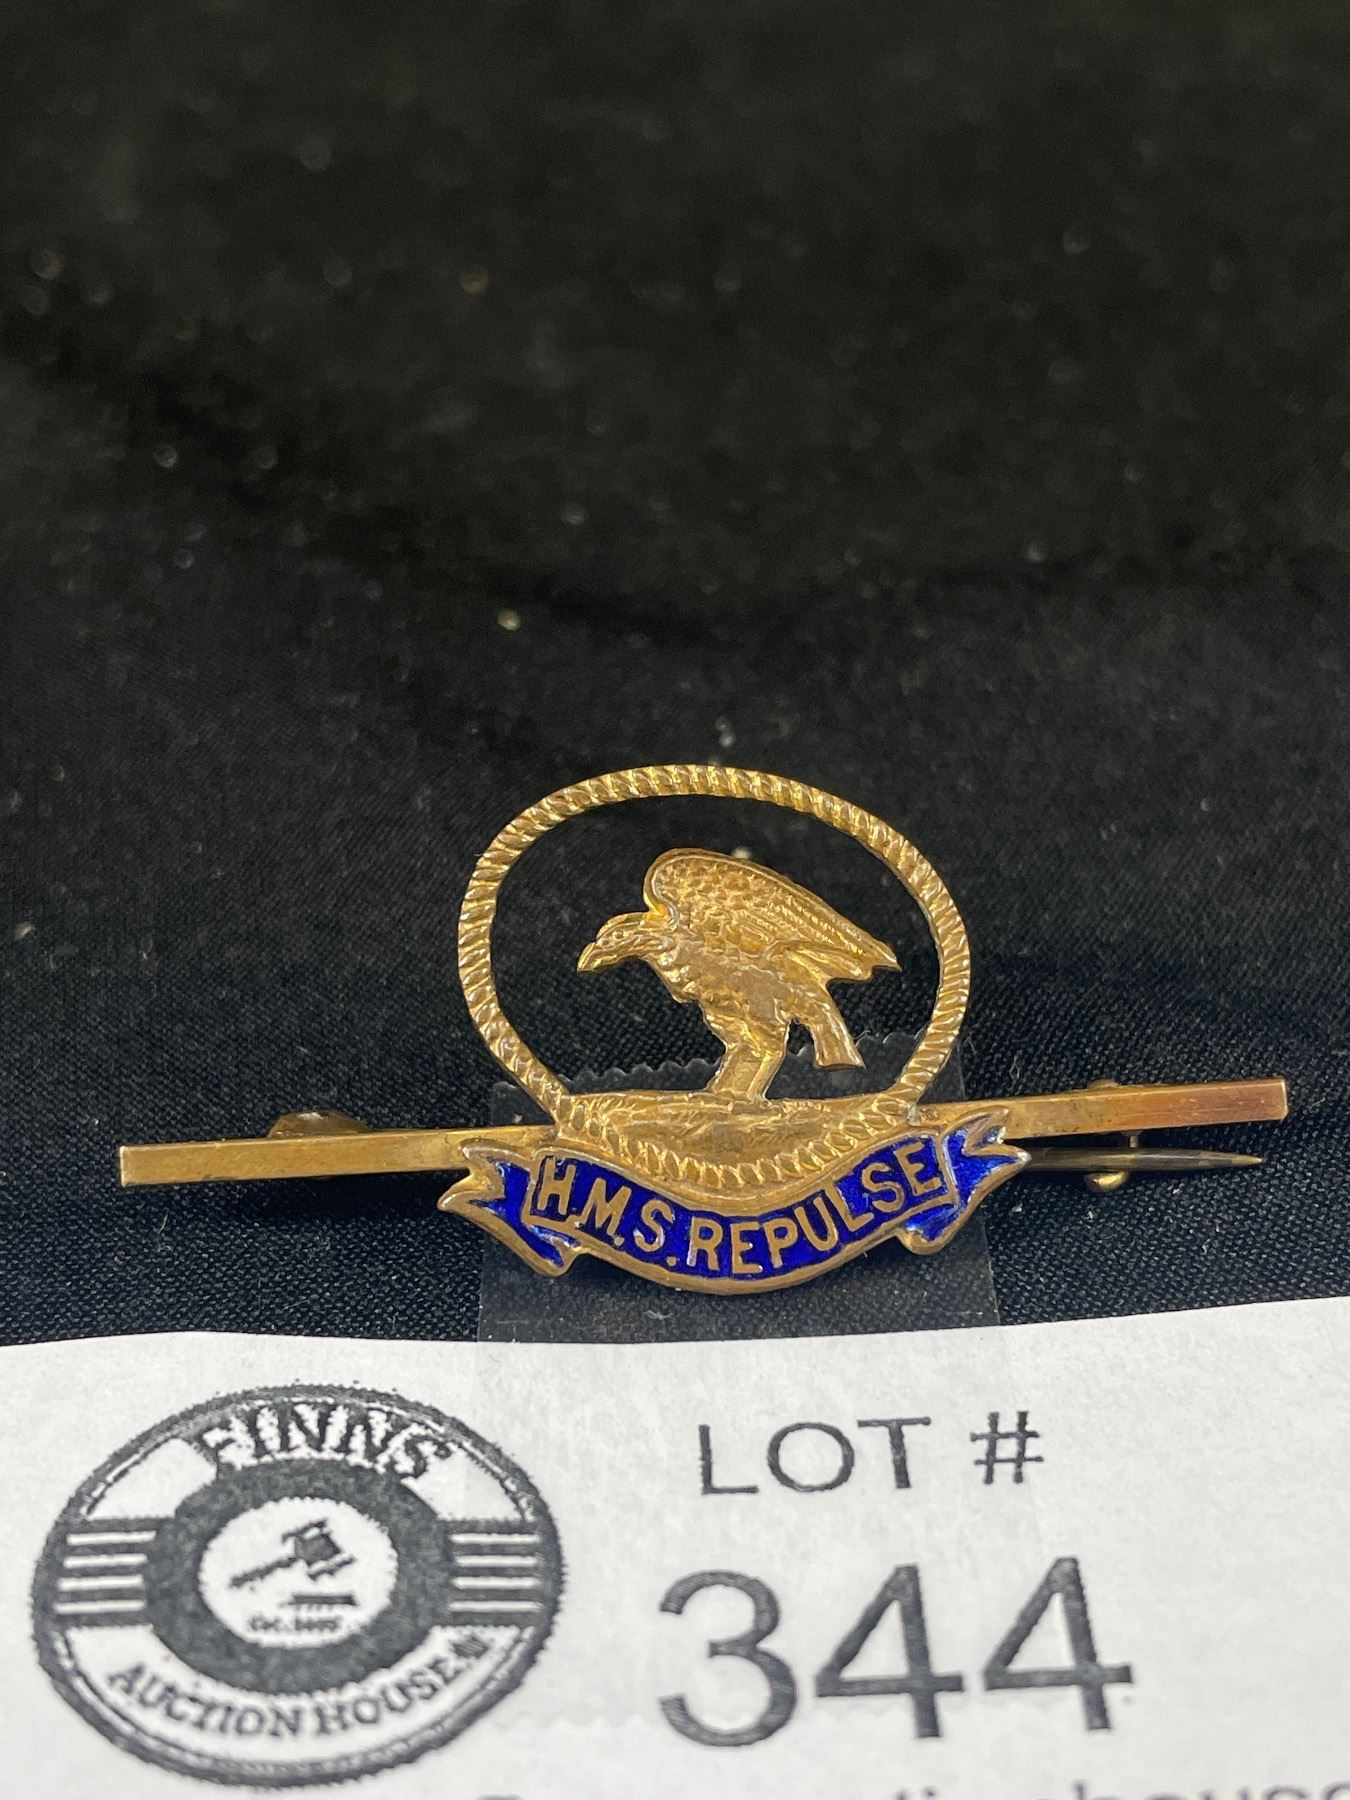 H.M.S. REPULSE
FINNS
AUCTION HOUSE
LOT #
344